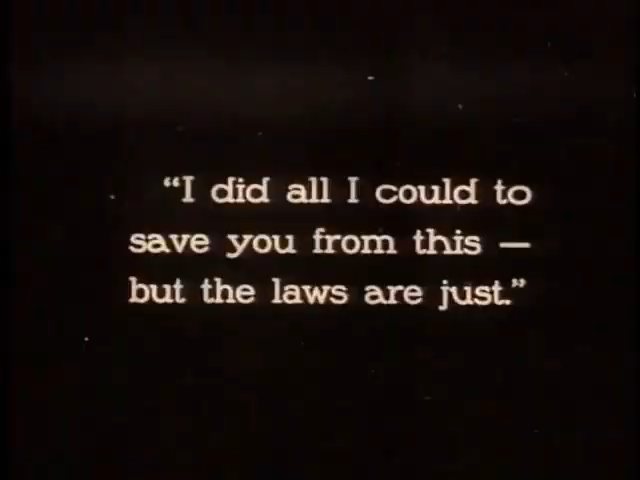 “I did all I could to
save you from this —
but the laws are just.”